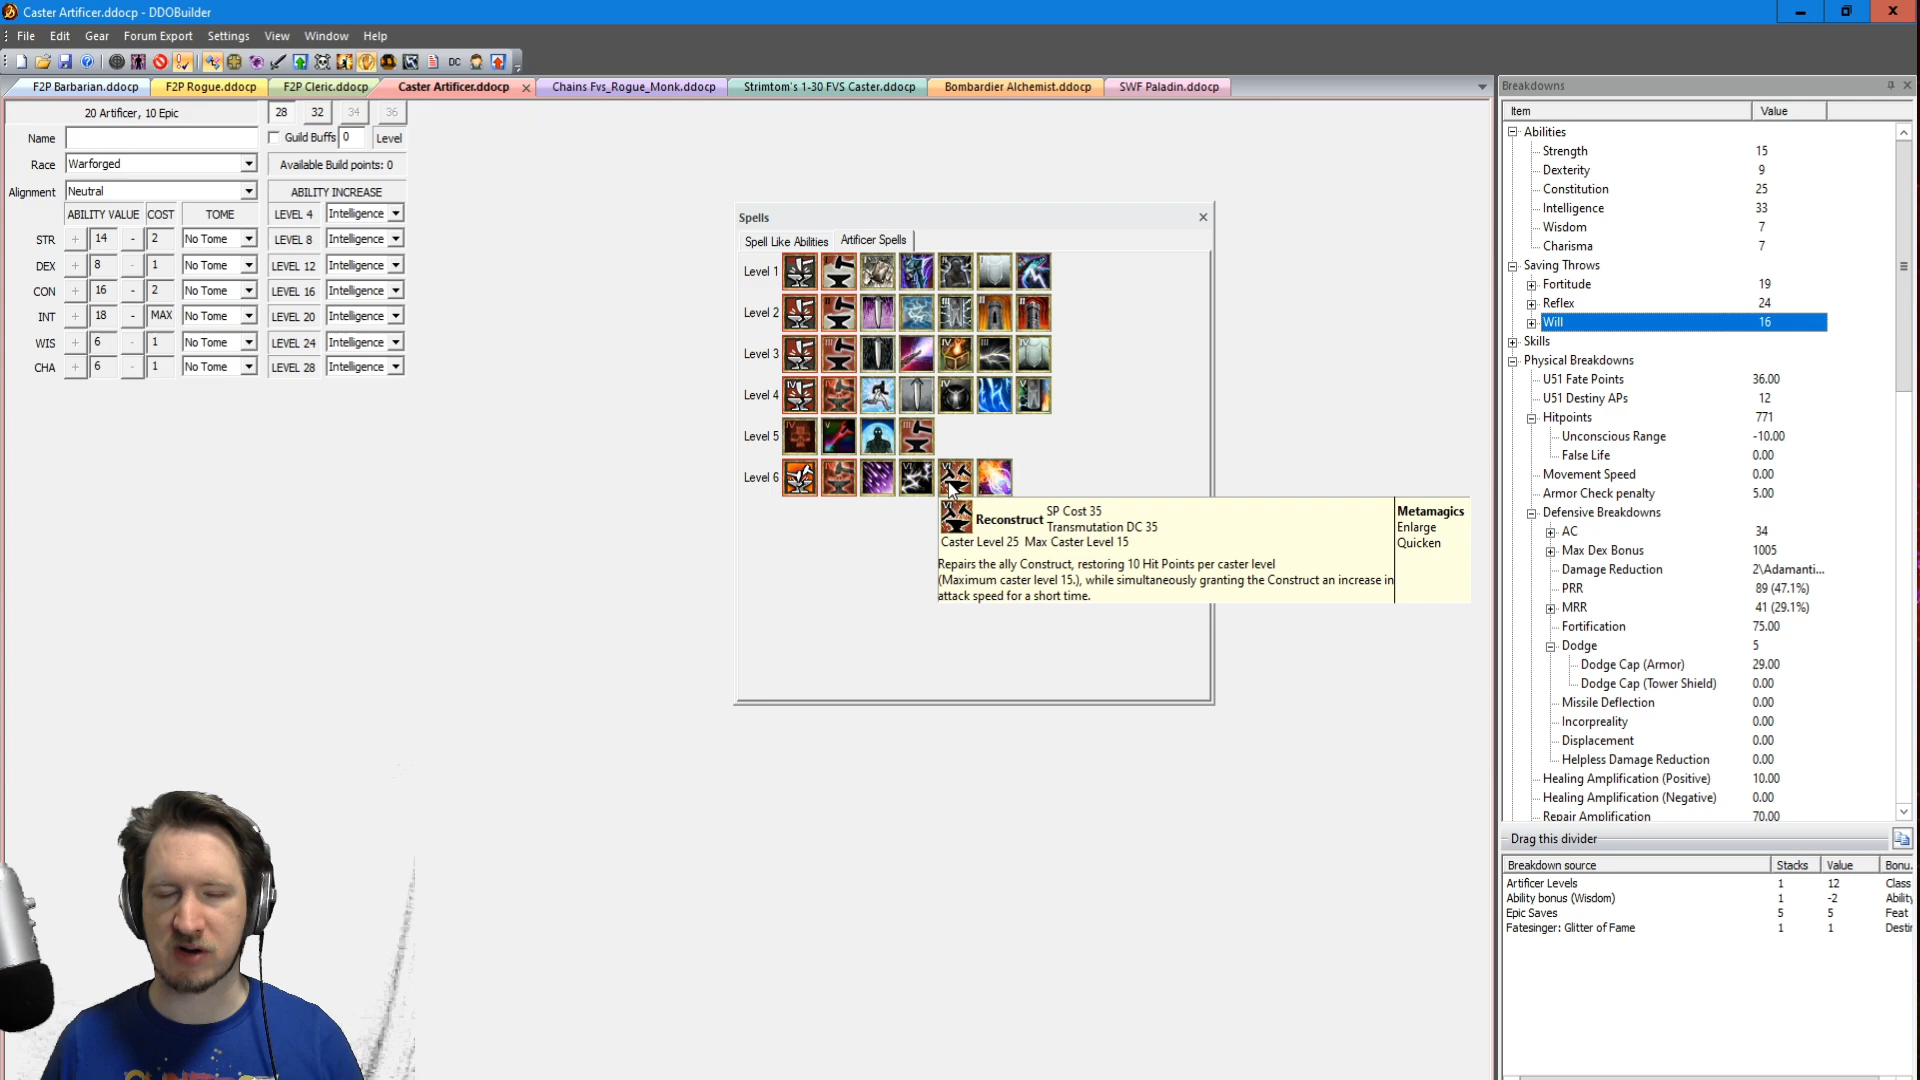 Caster Artificer.ddocp - DDOBuilder
File Edit Gear Forum Export Settings View Window Help
DC
F2P Barbarian.ddocp F2P Rogue.ddocp F2P Cleric.ddocp Caster Artificer.ddocp Chains Fvs_Rogue_Monk.ddocp Strimtom's 1-30 FVS Caster.ddocp Bombardier Alchemist.ddocp SWF Paladin.ddocp
20 Artificer, 10 Epic 28 32 34 36
Name Guild Buffs 0 Level
Race Warforged Available Build points: 0
Alignment Neutral ABILITY INCREASE
ABILITY VALUE COST TOME LEVEL 4 Intelligence
STR + 14 - 2 No Tome LEVEL 8 Intelligence
DEX + 8 - 1 No Tome LEVEL 12 Intelligence
CON + 16 - 2 No Tome LEVEL 16 Intelligence
INT + 18 - MAX No Tome LEVEL 20 Intelligence
WIS + 6 - 1 No Tome LEVEL 24 Intelligence
CHA + 6 - 1 No Tome LEVEL 28 Intelligence
Spells
Spell Like Abilities Artificer Spells
Level 1
Level 2
Level 3
Level 4
Level 5
Level 6
Reconstruct SP Cost 35
Transmutation DC 35
Caster Level 25 Max Caster Level 15
Repairs the ally Construct, restoring 10 Hit Points per caster level
(Maximum caster level 15.), while simultaneously granting the Construct an increase in
attack speed for a short time.
Metamagics
Enlarge
Quicken
Breakdowns
Item Value
Abilities
Strength 15
Dexterity 9
Constitution 25
Intelligence 33
Wisdom 7
Charisma 7
Saving Throws
Fortitude 19
Reflex 24
Will 16
Skills
Physical Breakdowns
U51 Fate Points 36.00
U51 Destiny APs 12
Hitpoints 771
Unconscious Range -10.00
False Life 0.00
Movement Speed 0.00
Armor Check penalty 5.00
Defensive Breakdowns
AC 34
Max Dex Bonus 1005
Damage Reduction 2\Adamanti...
PRR 89 (47.1%)
MRR 41 (29.1%)
Fortification 75.00
Dodge 5
Dodge Cap (Armor) 29.00
Dodge Cap (Tower Shield) 0.00
Missile Deflection 0.00
Incorpreality 0.00
Displacement 0.00
Helpless Damage Reduction 0.00
Healing Amplification (Positive) 10.00
Healing Amplification (Negative) 0.00
Repair Amplification 70.00
Drag this divider
Breakdown source Stacks Value Bonu.
Artificer Levels 1 12 Class
Ability bonus (Wisdom) 1 -2 Ability
Epic Saves 5 5 Feat
Fatesinger: Glitter of Fame 1 1 Desti